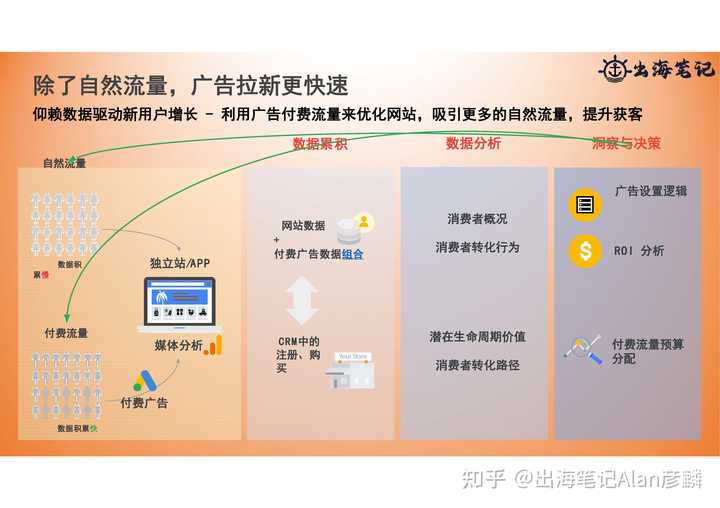 出海笔记
除了自然流量，广告拉新更快速
仰赖数据驱动新用户增长 - 利用广告付费流量来优化网站，吸引更多的自然流量，提升获客
自然流量
数据积
累慢
独立站/APP
付费流量
媒体分析
付费广告
数据积累快
数据累积
网站数据
+
付费广告数据组合
CRM中的
注册、购
买
Your Store
数据分析
消费者概况
消费者转化行为
潜在生命周期价值
消费者转化路径
洞察与决策
广告设置逻辑
$
ROI 分析
付费流量预算
分配
知乎 @出海笔记Alan彦麟